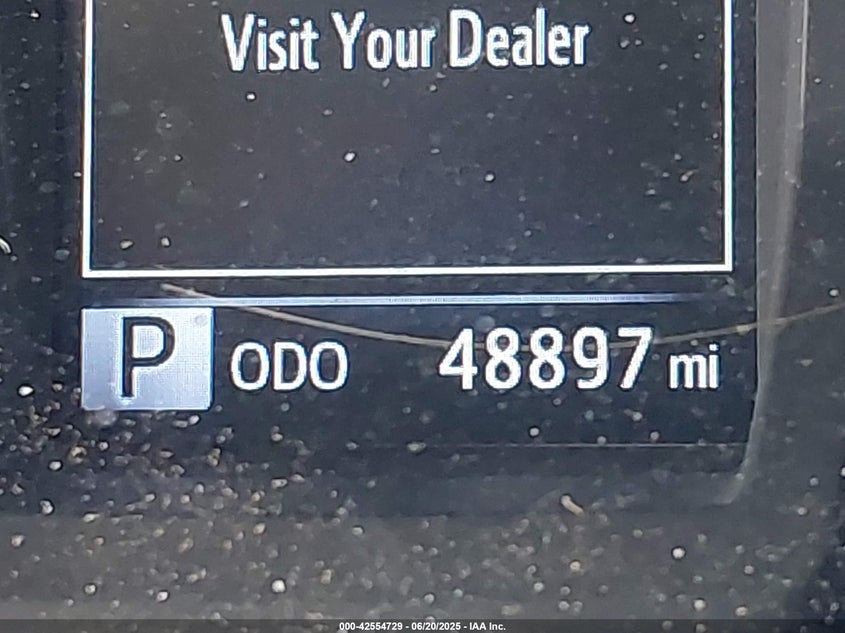 Visit Your Dealer
P ODO 48897 mi
000-42554729 - 06/20/2025 - IAA Inc.